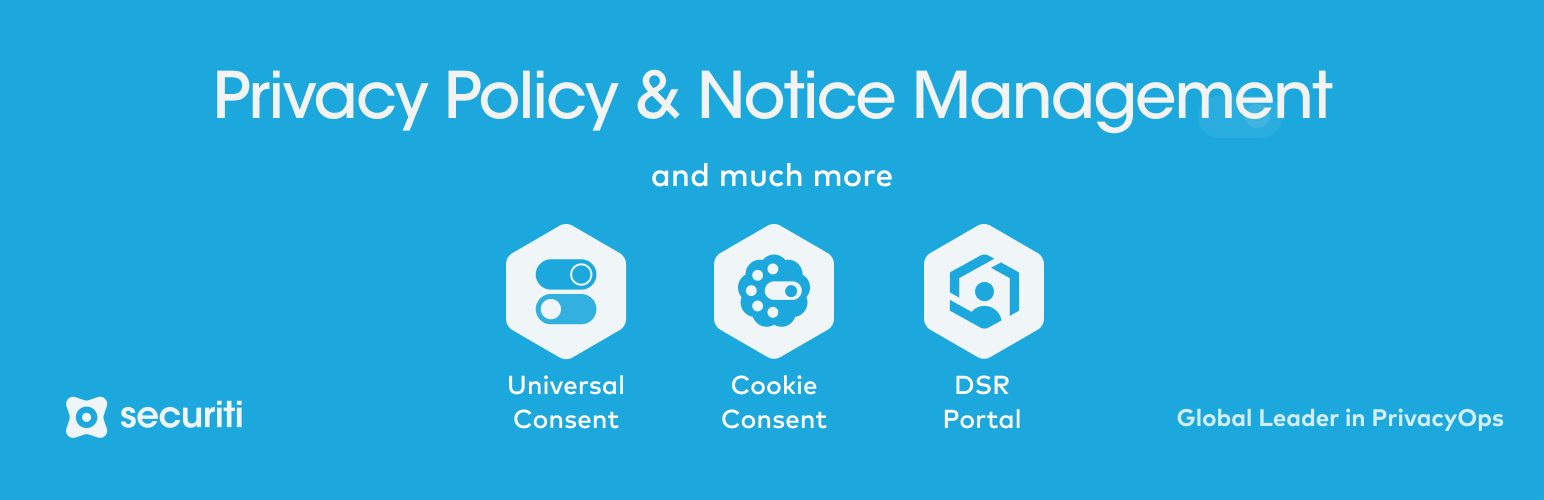 Privacy Policy & Notice Management
and much more
Universal
Consent
Cookie
Consent
DSR
Portal
securiti
Global Leader in PrivacyOps